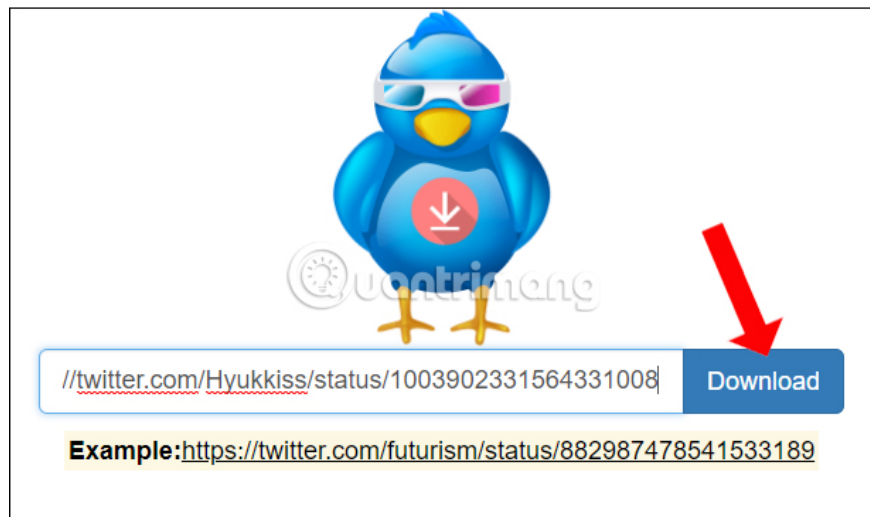 Quantrimang
//twitter.com/Hyukkiss/status/1003902331564331008
Download
Example:https://twitter.com/futurism/status/882987478541533189